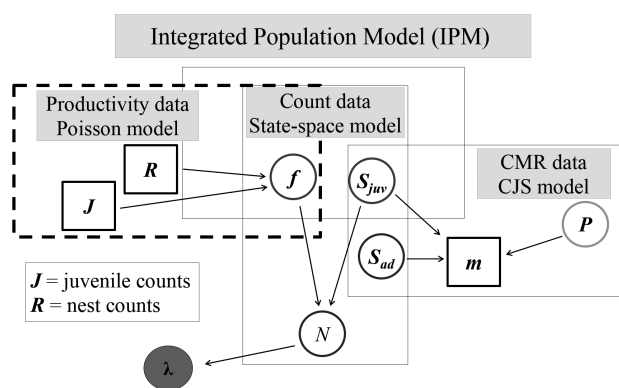 Integrated Population Model (IPM)
Productivity data
Poisson model
Count data
State-space model
CMR data
CJS model
R
J
f
S_juv
P
S_ad
m
J = juvenile counts
R = nest counts
N
λ